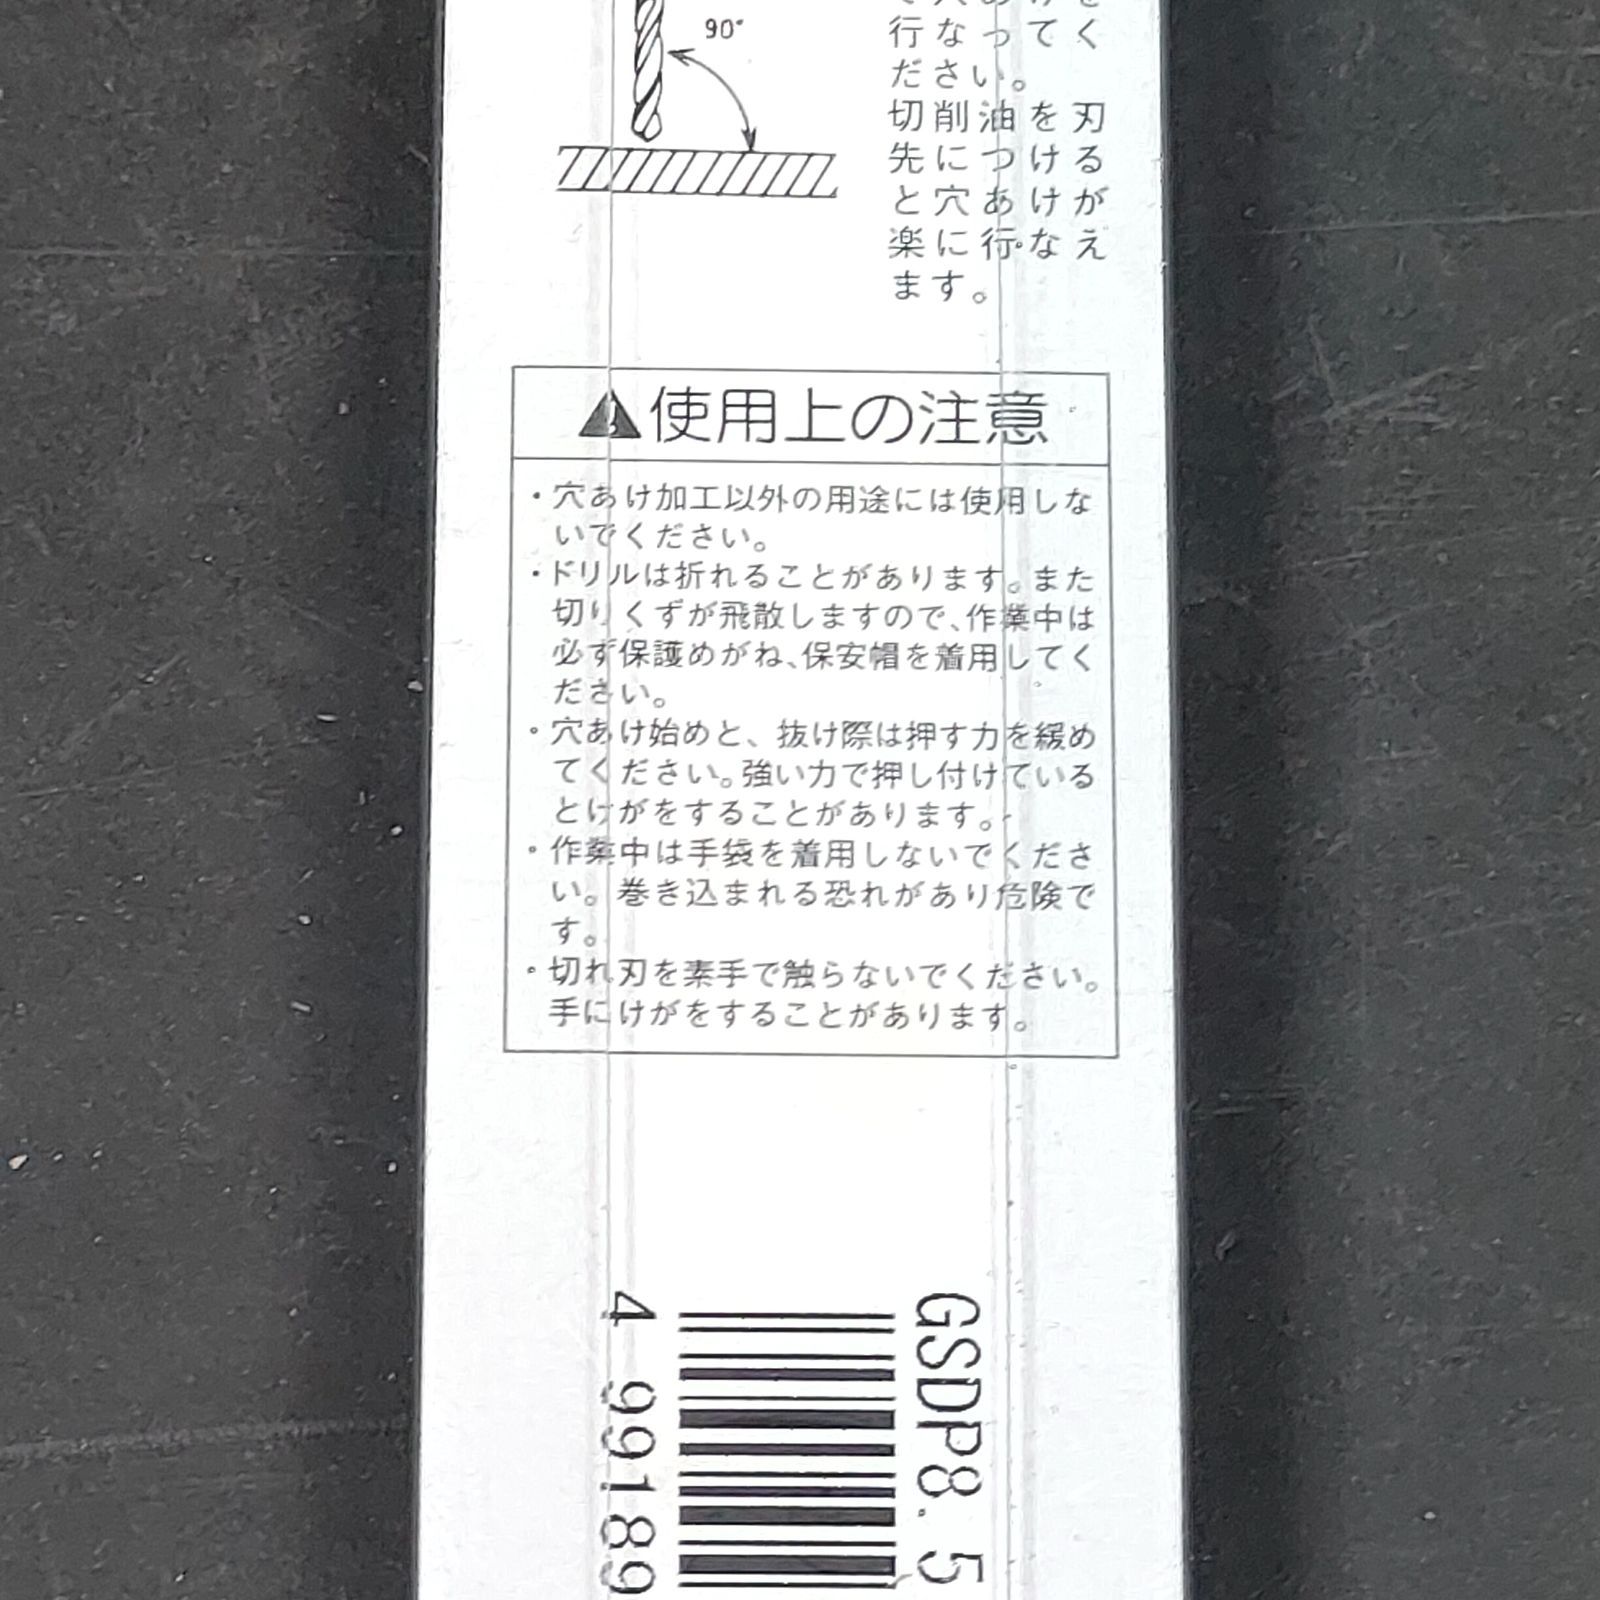 90°
行なってく
ださい。
切削油を刃
先につける
と穴あけが
楽に行なえ
ます。
使用上の注意
・穴あけ加工以外の用途には使用しな
いでください。
・ドリルは折れることがあります。また
切りくずが飛散しますので、作業中は
必ず保護めがね、保安帽を着用してく
ださい。
・穴あけ始めと、抜け際は押す力を緩め
てください。強い力で押し付けている
とけがをすることがあります。
・作業中は手袋を着用しないでくださ
い。巻き込まれる恐れがあり危険で
す。
・切れ刃を素手で触らないでください。
手にけがをすることがあります。
GSDP8.5
4 99189